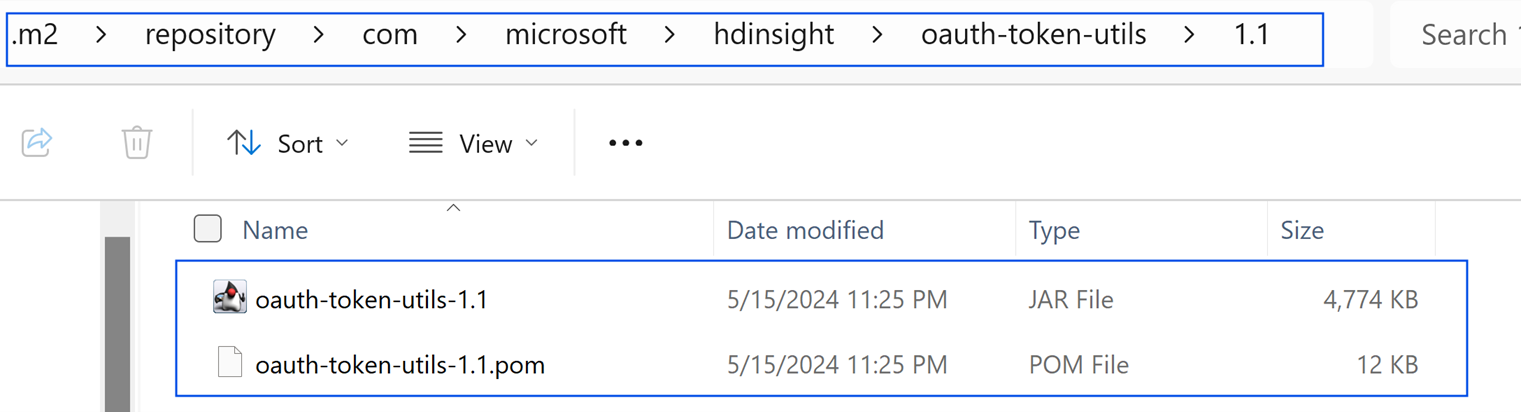 .m2 > repository > com > microsoft > hdinsight > oauth-token-utils > 1.1 Search
Sort View
Name Date modified Type Size
oauth-token-utils-1.1 5/15/2024 11:25 PM JAR File 4,774 KB
oauth-token-utils-1.1.pom 5/15/2024 11:25 PM POM File 12 KB